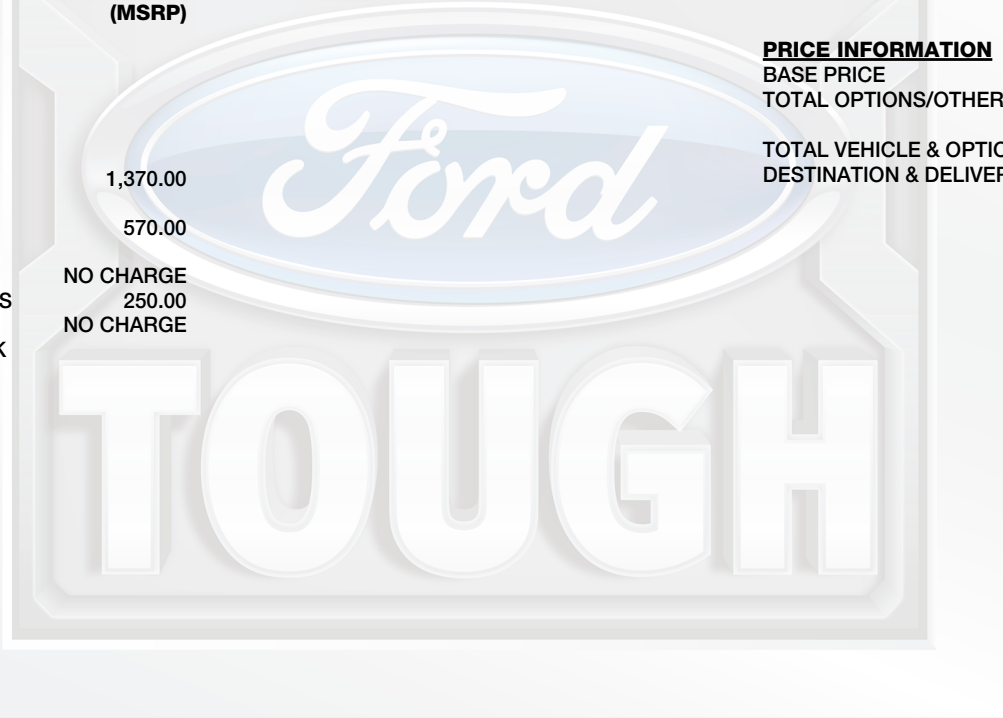 (MSRP)
1,370.00
570.00
NO CHARGE
S 250.00
NO CHARGE
K
PRICE INFORMATION
BASE PRICE
TOTAL OPTIONS/OTHER
TOTAL VEHICLE & OPTIO
DESTINATION & DELIVER
Ford
TOUGH